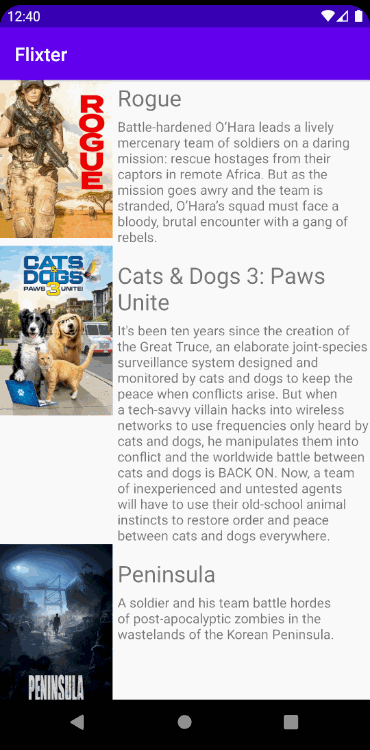 12:40
Flixter
ROGUE
Rogue
Battle-hardened O'Hara leads a lively
mercenary team of soldiers on a daring
mission: rescue hostages from their
captors in remote Africa. But as the
mission goes awry and the team is
stranded, O'Hara's squad must face a
bloody, brutal encounter with a gang of
rebels.
CATS
& DOGS
3
PAWS UNITE!
Cats & Dogs 3: Paws
Unite
It's been ten years since the creation of
the Great Truce, an elaborate joint-species
surveillance system designed and
monitored by cats and dogs to keep the
peace when conflicts arise. But when
a tech-savvy villain hacks into wireless
networks to use frequencies only heard by
cats and dogs, he manipulates them into
conflict and the worldwide battle between
cats and dogs is BACK ON. Now, a team
of inexperienced and untested agents
will have to use their old-school animal
instincts to restore order and peace
between cats and dogs everywhere.
PENINSULA
Peninsula
A soldier and his team battle hordes
of post-apocalyptic zombies in the
wastelands of the Korean Peninsula.